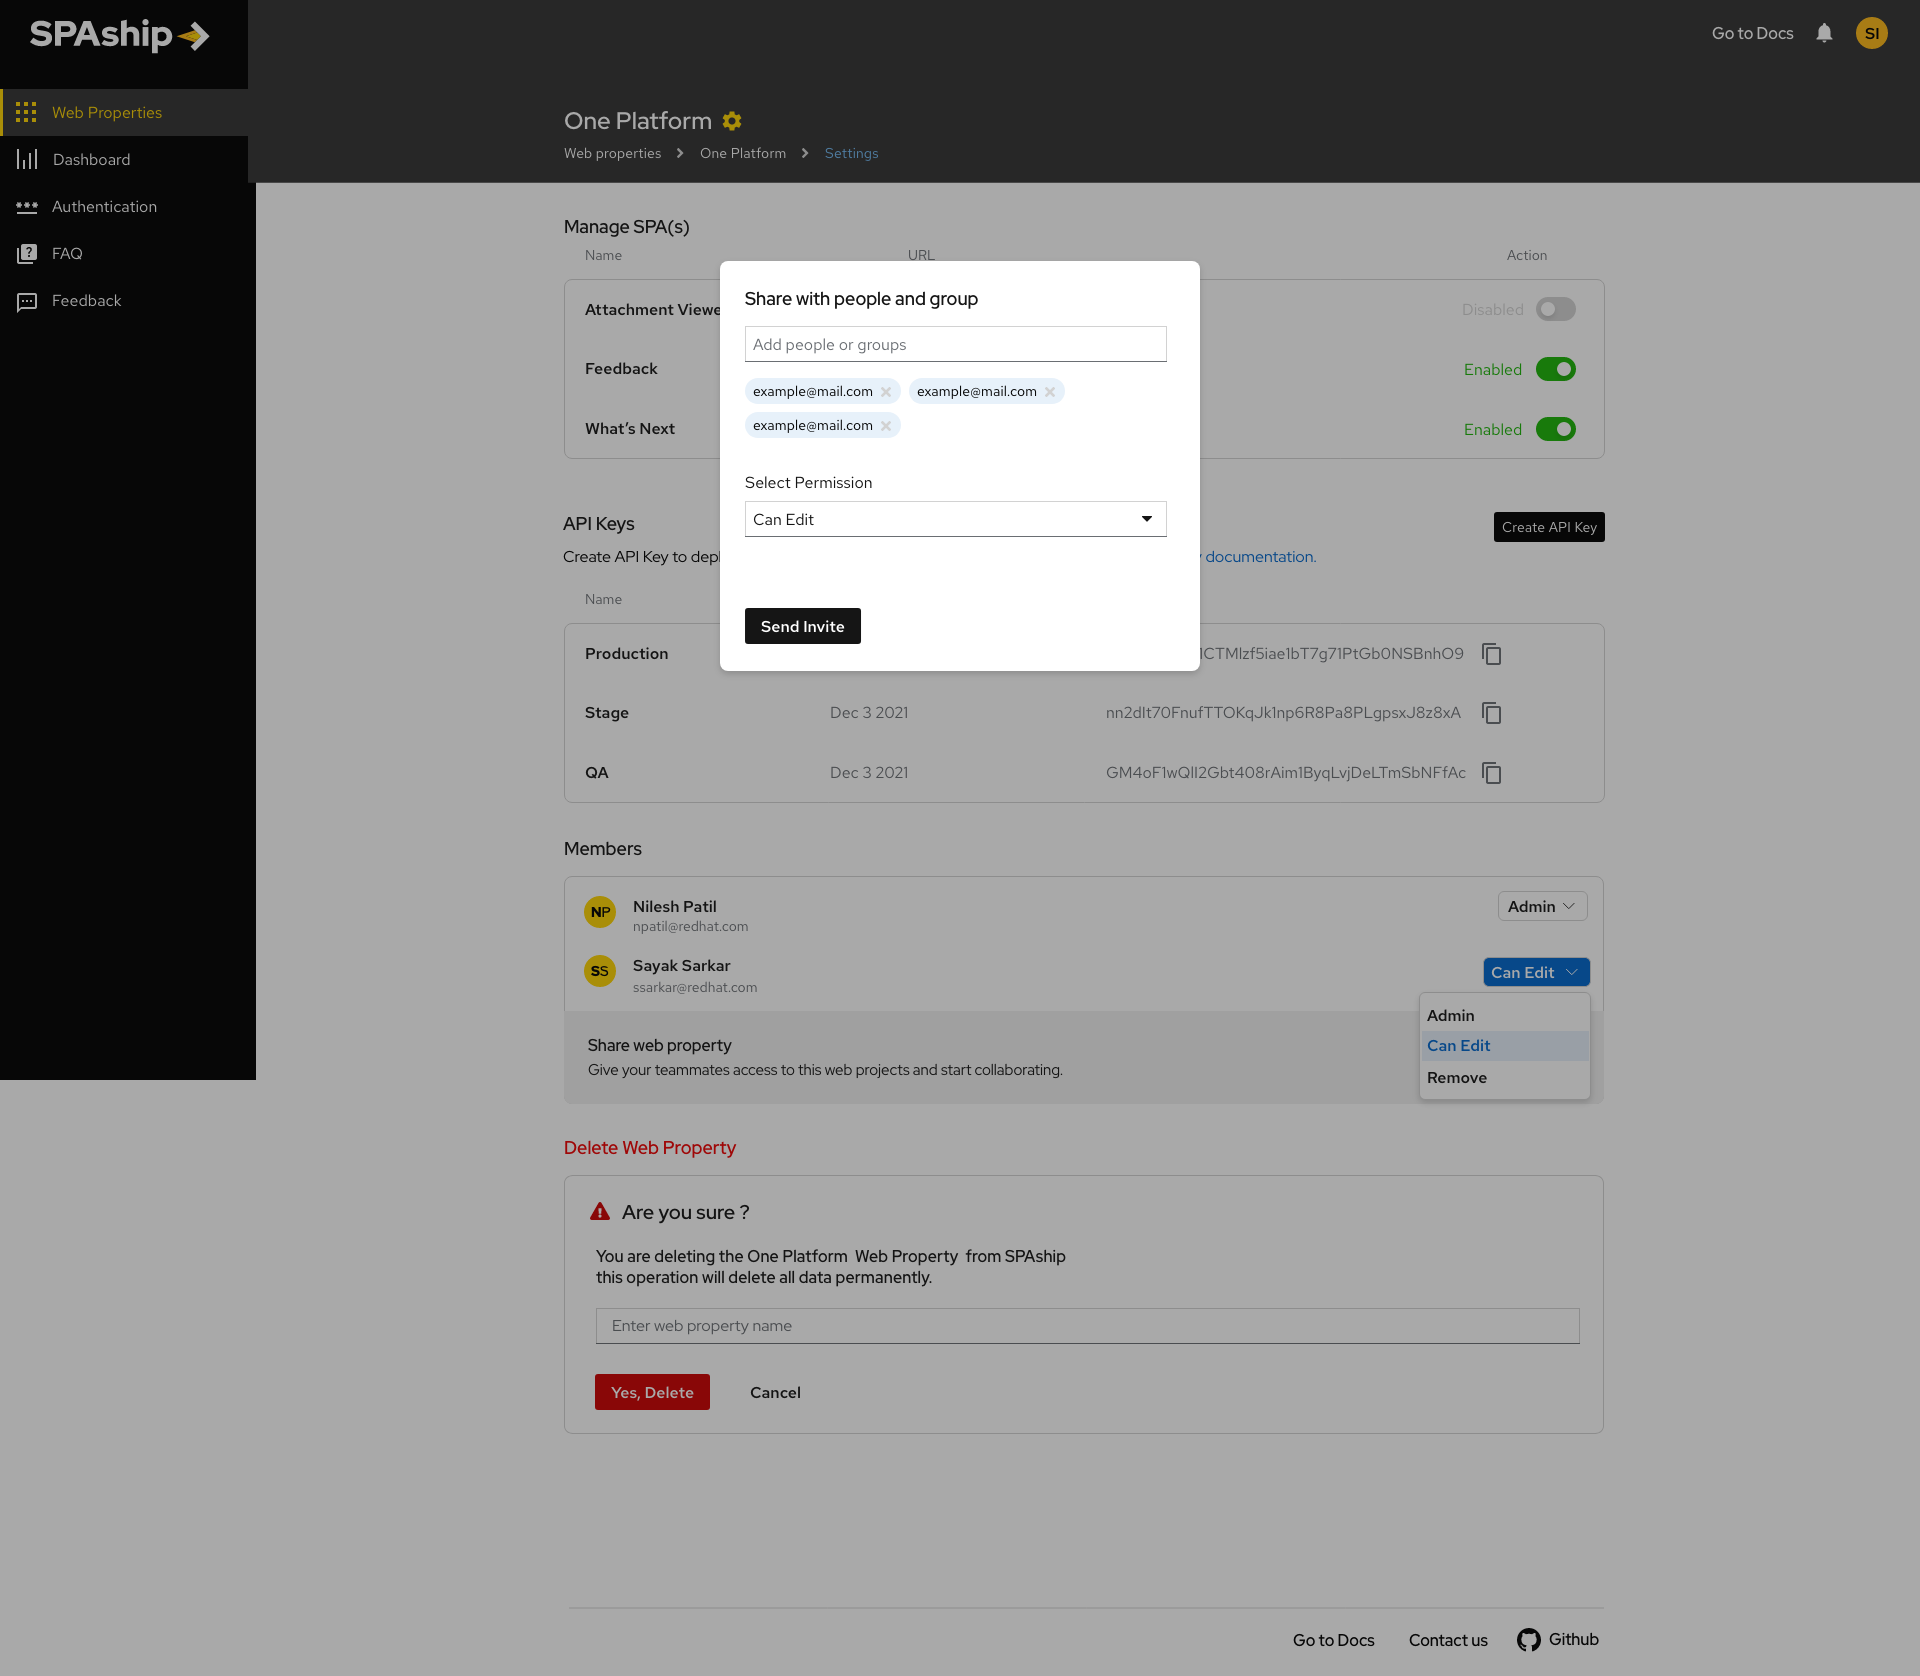 SPAship
Go to Docs
SI
Web Properties
Dashboard
Authentication
FAQ
Feedback
One Platform
Web properties > One Platform > Settings
Manage SPA(s)
Name URL Action
Attachment Viewe
Disabled
Feedback
Enabled
What's Next
Enabled
Share with people and group
Add people or groups
example@mail.com example@mail.com
example@mail.com
Select Permission
Can Edit
Send Invite
API Keys
Create API Key
Create API Key to depl
documentation.
Name
Production
1CTMlzf5iae1bT7g71PtGb0NSBnhO9
Stage Dec 3 2021 nn2dIt70FnufTTOKqJk1np6R8Pa8PLgpsxJ8z8xA
QA Dec 3 2021 GM4oF1wQlI2Gbt408rAim1ByqLvjDeLTmSbNFfAc
Members
NP
Nilesh Patil
npatil@redhat.com
Admin
SS
Sayak Sarkar
ssarkar@redhat.com
Can Edit
Admin
Can Edit
Remove
Share web property
Give your teammates access to this web projects and start collaborating.
Delete Web Property
Are you sure ?
You are deleting the One Platform Web Property from SPAship
this operation will delete all data permanently.
Enter web property name
Yes, Delete
Cancel
Go to Docs
Contact us
Github